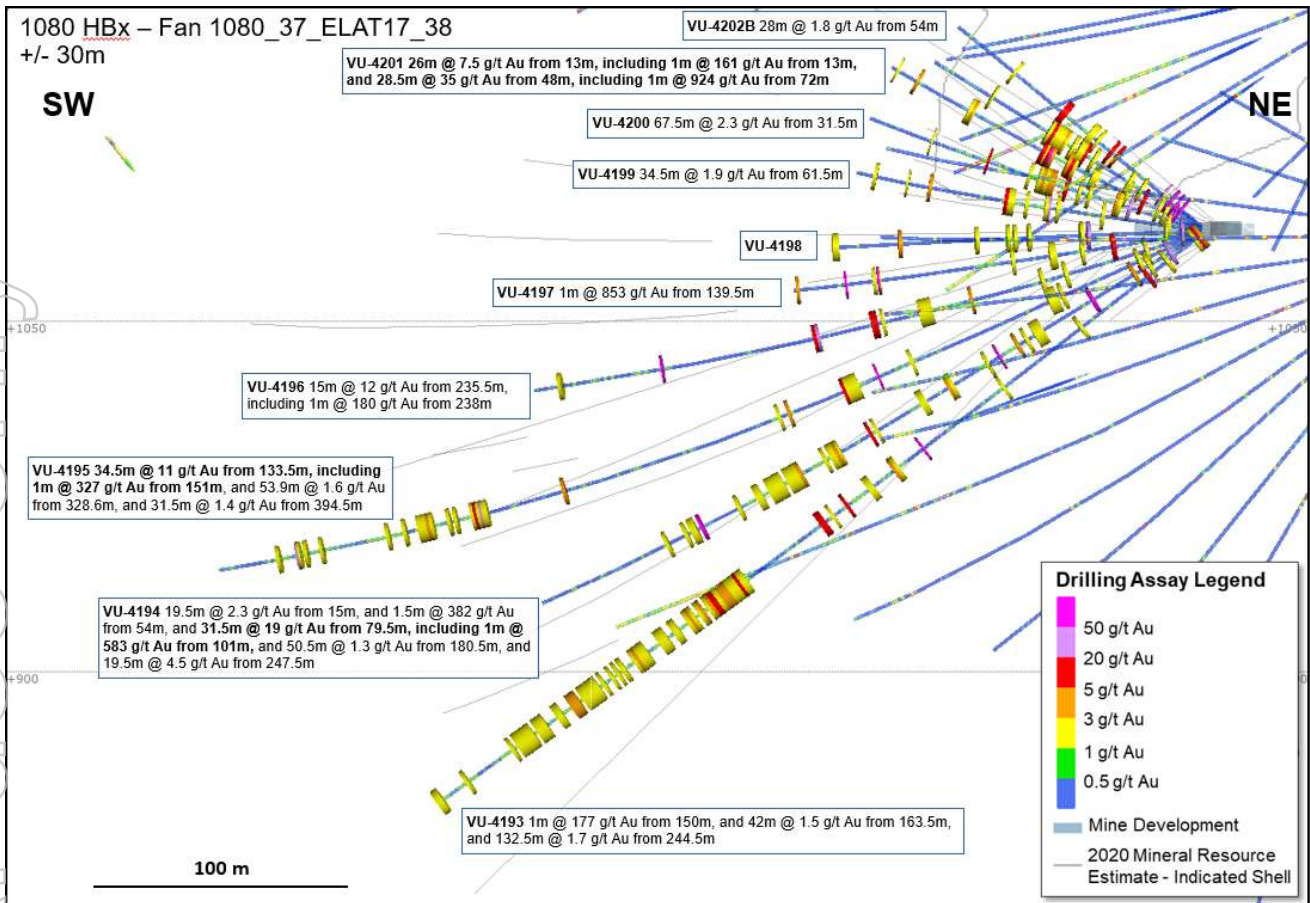 1080 HBx – Fan 1080_37_ELAT17_38
+/- 30m
SW
NE
VU-4202B 28m @ 1.8 g/t Au from 54m
VU-4201 26m @ 7.5 g/t Au from 13m, including 1m @ 161 g/t Au from 13m,
and 28.5m @ 35 g/t Au from 48m, including 1m @ 924 g/t Au from 72m
VU-4200 67.5m @ 2.3 g/t Au from 31.5m
VU-4199 34.5m @ 1.9 g/t Au from 61.5m
VU-4198
VU-4197 1m @ 853 g/t Au from 139.5m
+1050
+1050
VU-4196 15m @ 12 g/t Au from 235.5m,
including 1m @ 180 g/t Au from 238m
VU-4195 34.5m @ 11 g/t Au from 133.5m, including
1m @ 327 g/t Au from 151m, and 53.9m @ 1.6 g/t Au
from 328.6m, and 31.5m @ 1.4 g/t Au from 394.5m
VU-4194 19.5m @ 2.3 g/t Au from 15m, and 1.5m @ 382 g/t Au
from 54m, and 31.5m @ 19 g/t Au from 79.5m, including 1m @
583 g/t Au from 101m, and 50.5m @ 1.3 g/t Au from 180.5m, and
19.5m @ 4.5 g/t Au from 247.5m
+900
VU-4193 1m @ 177 g/t Au from 150m, and 42m @ 1.5 g/t Au from 163.5m,
and 132.5m @ 1.7 g/t Au from 244.5m
100 m
Drilling Assay Legend
50 g/t Au
20 g/t Au
5 g/t Au
3 g/t Au
1 g/t Au
0.5 g/t Au
Mine Development
2020 Mineral Resource
Estimate - Indicated Shell